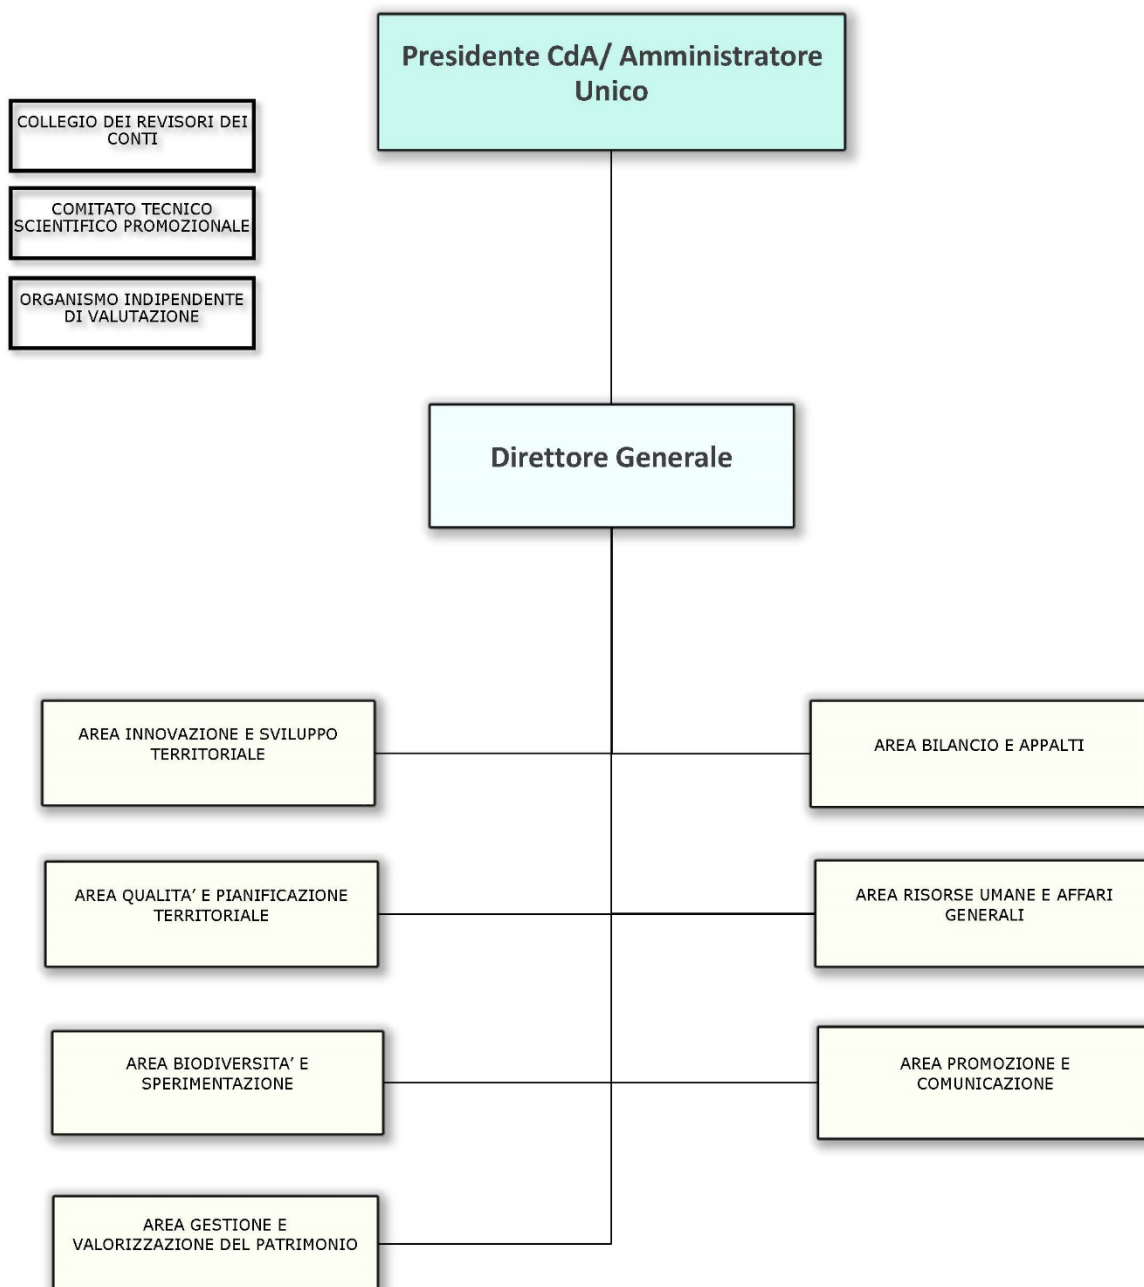 Presidente CdA/ Amministratore
Unico
COLLEGIO DEI REVISORI DEI
CONTI
COMITATO TECNICO
SCIENTIFICO PROMOZIONALE
ORGANISMO INDIPENDENTE
DI VALUTAZIONE
Direttore Generale
AREA INNOVAZIONE E SVILUPPO
TERRITORIALE
AREA BILANCIO E APPALTI
AREA QUALITA’ E PIANIFICAZIONE
TERRITORIALE
AREA RISORSE UMANE E AFFARI
GENERALI
AREA BIODIVERSITA’ E
SPERIMENTAZIONE
AREA PROMOZIONE E
COMUNICAZIONE
AREA GESTIONE E
VALORIZZAZIONE DEL PATRIMONIO